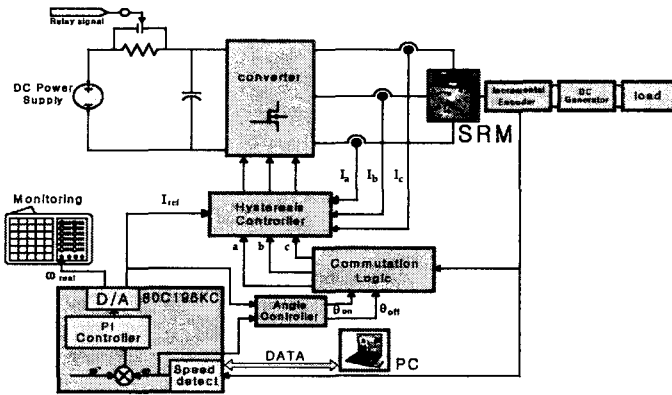 Relay signal
DC Power
Supply
converter
SRM
Incremental
Encoder
DC
Generator
load
Ia
Ib
Ic
Monitoring
Iref
Hysteresis
Controller
a
b
c
ωreal
Commutation
Logic
D/A
80C196KC
PI
Controller
Angle
Controller
θon
θoff
Speed
detect
DATA
PC